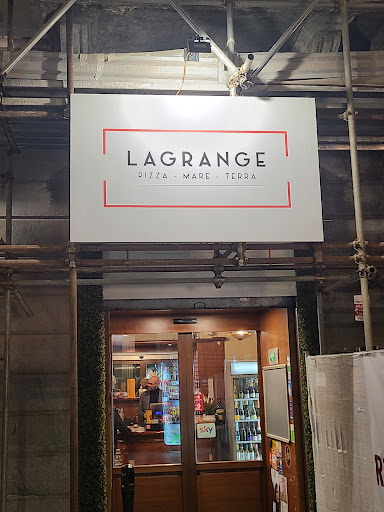 LAGRANGE
PIZZA - MARE - TERRA
sky
R